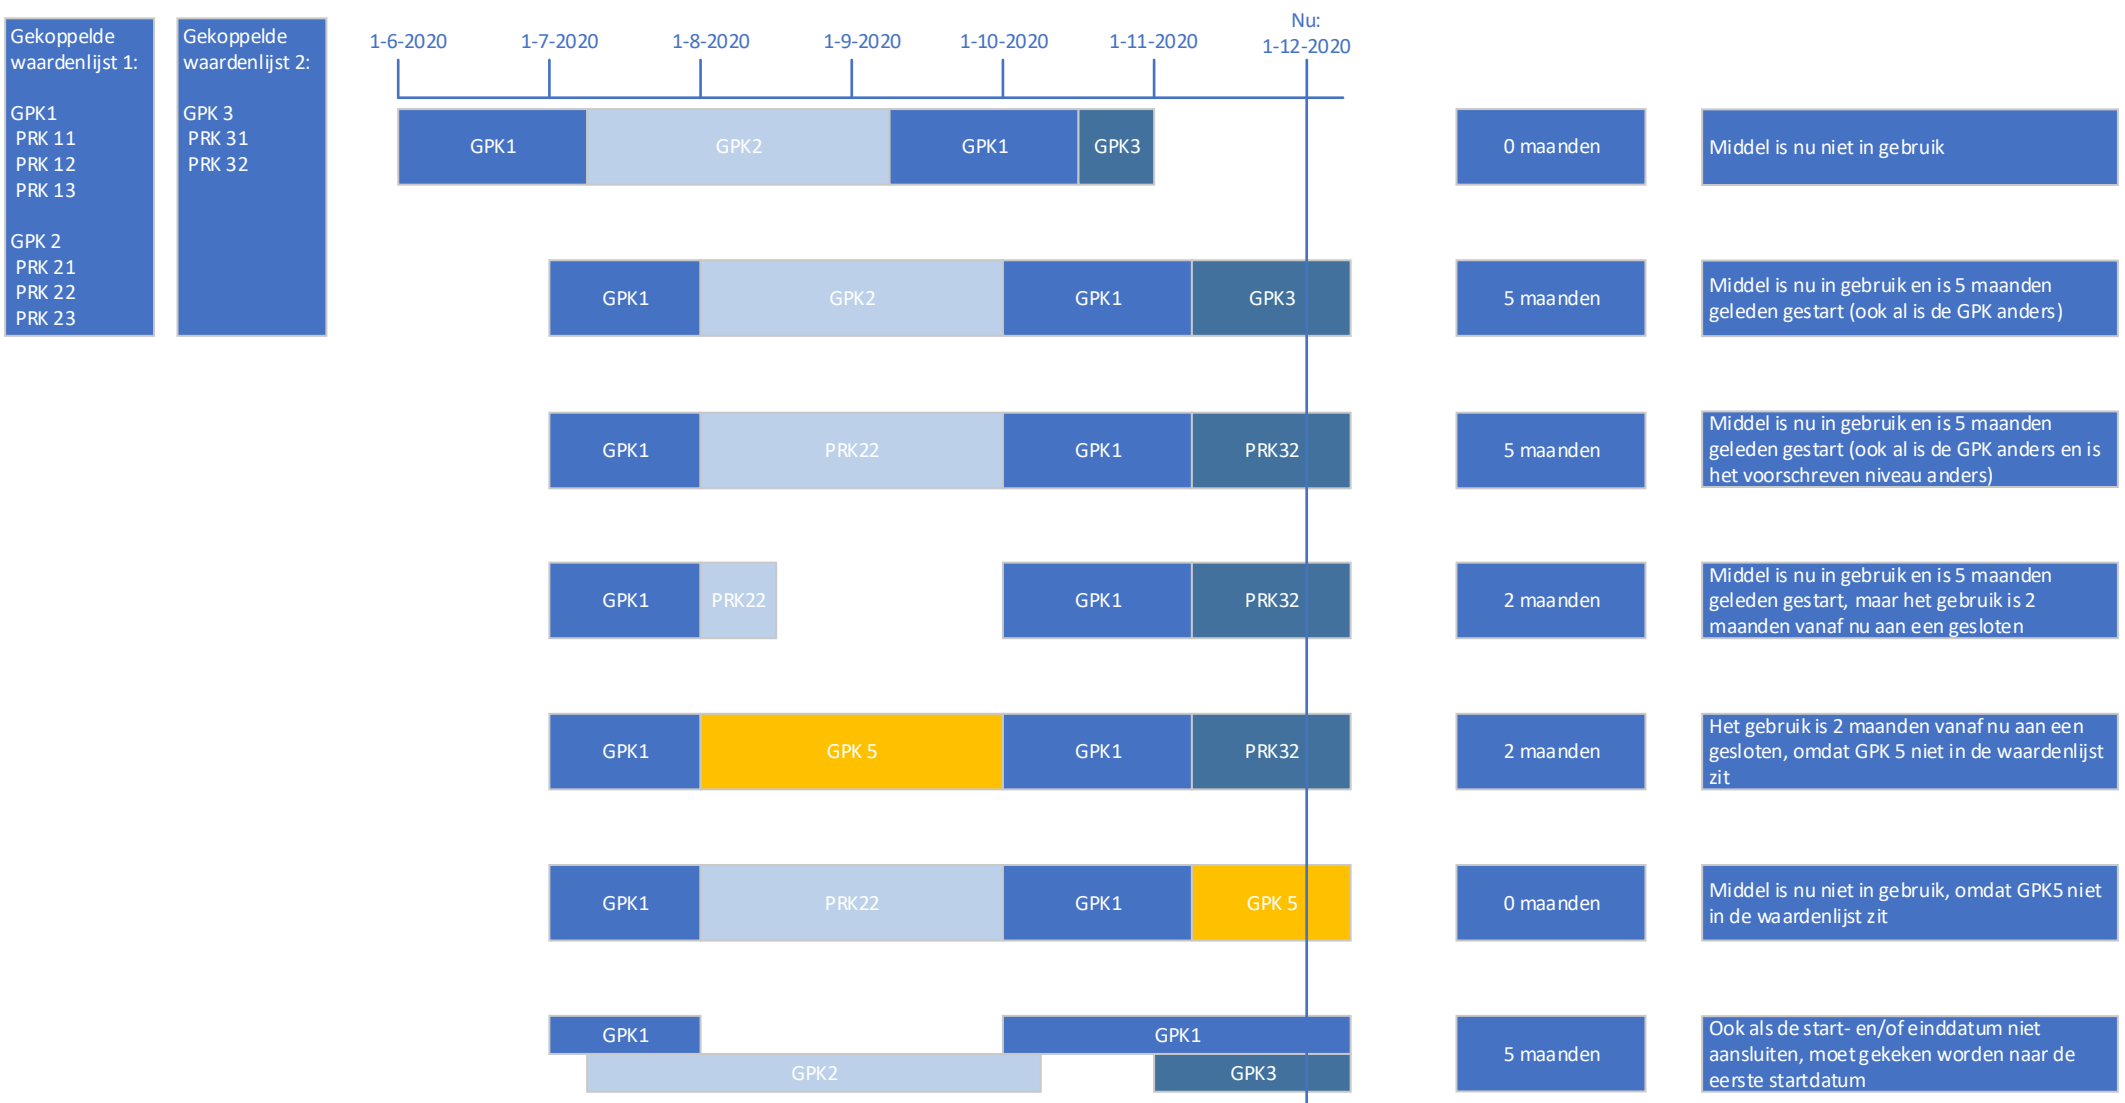 Gekoppelde
waardenlijst 1:
GPK1
PRK 11
PRK 12
PRK 13
GPK 2
PRK 21
PRK 22
PRK 23
Gekoppelde
waardenlijst 2:
GPK 3
PRK 31
PRK 32
Nu:
1-6-2020 1-7-2020 1-8-2020 1-9-2020 1-10-2020 1-11-2020 1-12-2020
GPK1 GPK2 GPK1 GPK3
0 maanden
Middel is nu niet in gebruik
GPK1 GPK2 GPK1 GPK3
5 maanden
Middel is nu in gebruik en is 5 maanden
geleden gestart (ook al is de GPK anders)
GPK1 PRK22 GPK1 PRK32
5 maanden
Middel is nu in gebruik en is 5 maanden
geleden gestart (ook al is de GPK anders en is
het voorschreven niveau anders)
GPK1 PRK22 GPK1 PRK32
2 maanden
Middel is nu in gebruik en is 5 maanden
geleden gestart, maar het gebruik is 2
maanden vanaf nu aan een gesloten
GPK1 GPK 5 GPK1 PRK32
2 maanden
Het gebruik is 2 maanden vanaf nu aan een
gesloten, omdat GPK 5 niet in de waardenlijst
zit
GPK1 PRK22 GPK1 GPK 5
0 maanden
Middel is nu niet in gebruik, omdat GPK5 niet
in de waardenlijst zit
GPK1 GPK1
GPK2 GPK3
5 maanden
Ook als de start- en/of einddatum niet
aansluiten, moet gekeken worden naar de
eerste startdatum